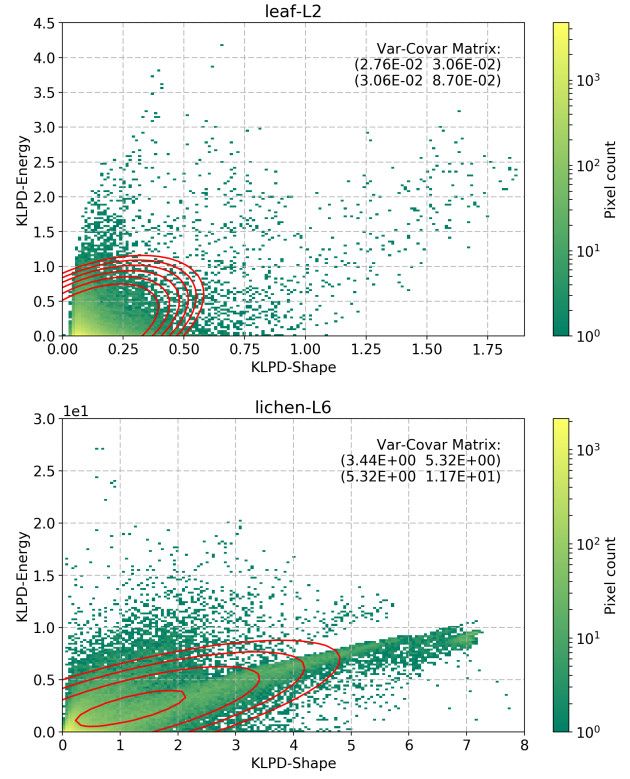 leaf-L2
4.5
4.0
3.5
3.0
2.5
2.0
1.5
1.0
0.5
0.0
KLPD-Energy
Var-Covar Matrix:
(2.76E-02 3.06E-02)
(3.06E-02 8.70E-02)
0.00 0.25 0.50 0.75 1.00 1.25 1.50 1.75
KLPD-Shape
10³
10²
10¹
10⁰
Pixel count
lichen-L6
1e1
3.0
2.5
2.0
1.5
1.0
0.5
0.0
KLPD-Energy
Var-Covar Matrix:
(3.44E+00 5.32E+00)
(5.32E+00 1.17E+01)
0 1 2 3 4 5 6 7 8
KLPD-Shape
10³
10²
10¹
10⁰
Pixel count